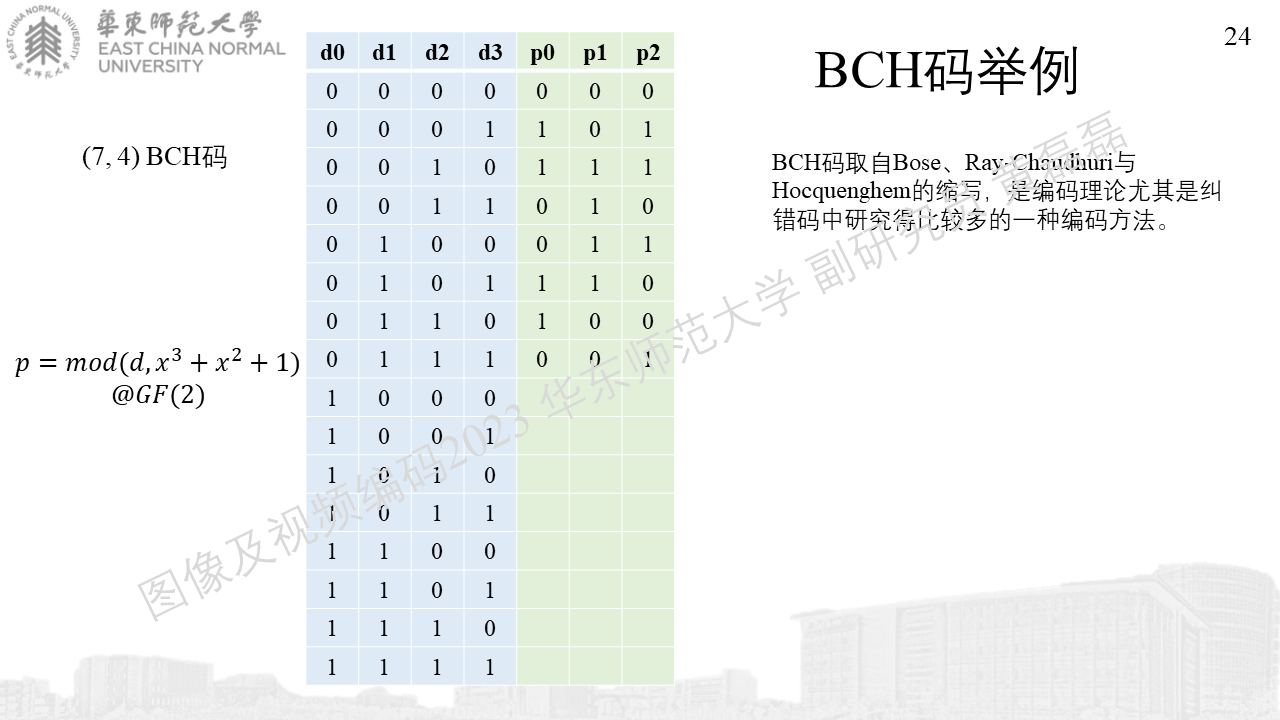 華東師範大學
EAST CHINA NORMAL
UNIVERSITY
EAST CHINA NORMAL UNIVERSITY
華東師範大學
24
BCH码举例
(7, 4) BCH码
p = mod(d, x³ + x² + 1)
@GF(2)
d0 d1 d2 d3 p0 p1 p2
0 0 0 0 0 0 0
0 0 0 1 1 0 1
0 0 1 0 1 1 1
0 0 1 1 0 1 0
0 1 0 0 0 1 1
0 1 0 1 1 1 0
0 1 1 0 1 0 0
0 1 1 1 0 0 1
1 0 0 0
1 0 0 1
1 0 1 0
1 0 1 1
1 1 0 0
1 1 0 1
1 1 1 0
1 1 1 1
BCH码取自Bose、Ray-Chaudhuri与
Hocquenghem的缩写，是编码理论尤其是纠
错码中研究得比较多的一种编码方法。
图像及视频编码2023 华东师范大学 副研究员 黄磊磊